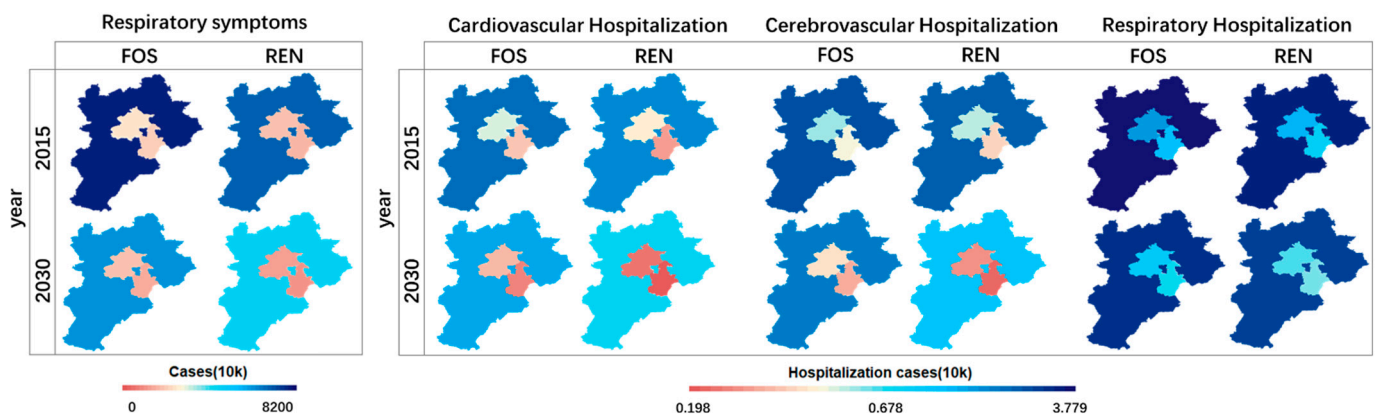 Respiratory symptoms
Cardiovascular Hospitalization Cerebrovascular Hospitalization Respiratory Hospitalization
FOS REN
FOS REN FOS REN FOS REN
year
2015
2030
year
2015
2030
Cases(10k)
0 8200
Hospitalization cases(10k)
0.198 0.678 3.779